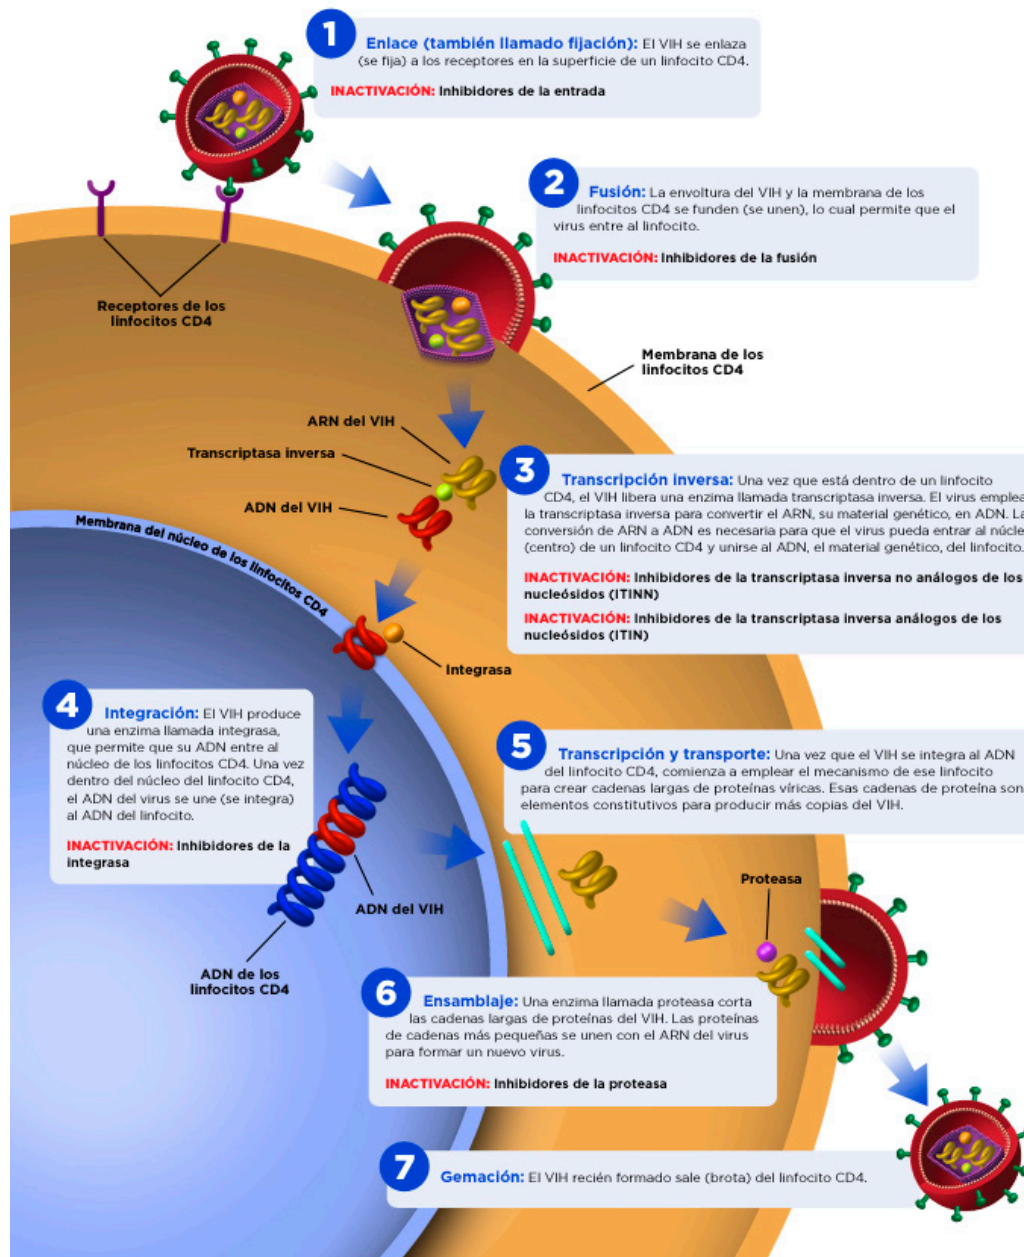 1
Enlace (también llamado fijación): El VIH se enlaza
(se fija) a los receptores en la superficie de un linfocito CD4.
INACTIVACIÓN: Inhibidores de la entrada
2
Fusión: La envoltura del VIH y la membrana de los
linfocitos CD4 se funden (se unen), lo cual permite que el
virus entre al linfocito.
INACTIVACIÓN: Inhibidores de la fusión
Receptores de los
linfocitos CD4
Membrana de los
linfocitos CD4
ARN del VIH
Transcriptasa inversa
ADN del VIH
3
Transcripción inversa: Una vez que está dentro de un linfocito
CD4, el VIH libera una enzima llamada transcriptasa inversa. El virus emplea
la transcriptasa inversa para convertir el ARN, su material genético, en ADN. La
conversión de ARN a ADN es necesaria para que el virus pueda entrar al núcle
(centro) de un linfocito CD4 y unirse al ADN, el material genético, del linfocito.
INACTIVACIÓN: Inhibidores de la transcriptasa inversa no análogos de los
nucleósidos (ITINN)
INACTIVACIÓN: Inhibidores de la transcriptasa inversa análogos de los
nucleósidos (ITIN)
Membrana del núcleo de los linfocitos CD4
Integrasa
4
Integración: El VIH produce
una enzima llamada integrasa,
que permite que su ADN entre al
núcleo de los linfocitos CD4. Una vez
dentro del núcleo del linfocito CD4,
el ADN del virus se une (se integra)
al ADN del linfocito.
INACTIVACIÓN: Inhibidores de la
integrasa
5
Transcripción y transporte: Una vez que el VIH se integra al ADN
del linfocito CD4, comienza a emplear el mecanismo de ese linfocito
para crear cadenas largas de proteínas víricas. Esas cadenas de proteína son
elementos constitutivos para producir más copias del VIH.
Proteasa
ADN del VIH
ADN de los
linfocitos CD4
6
Ensamblaje: Una enzima llamada proteasa corta
las cadenas largas de proteínas del VIH. Las proteínas
de cadenas más pequeñas se unen con el ARN del virus
para formar un nuevo virus.
INACTIVACIÓN: Inhibidores de la proteasa
7
Gemación: El VIH recién formado sale (brota) del linfocito CD4.